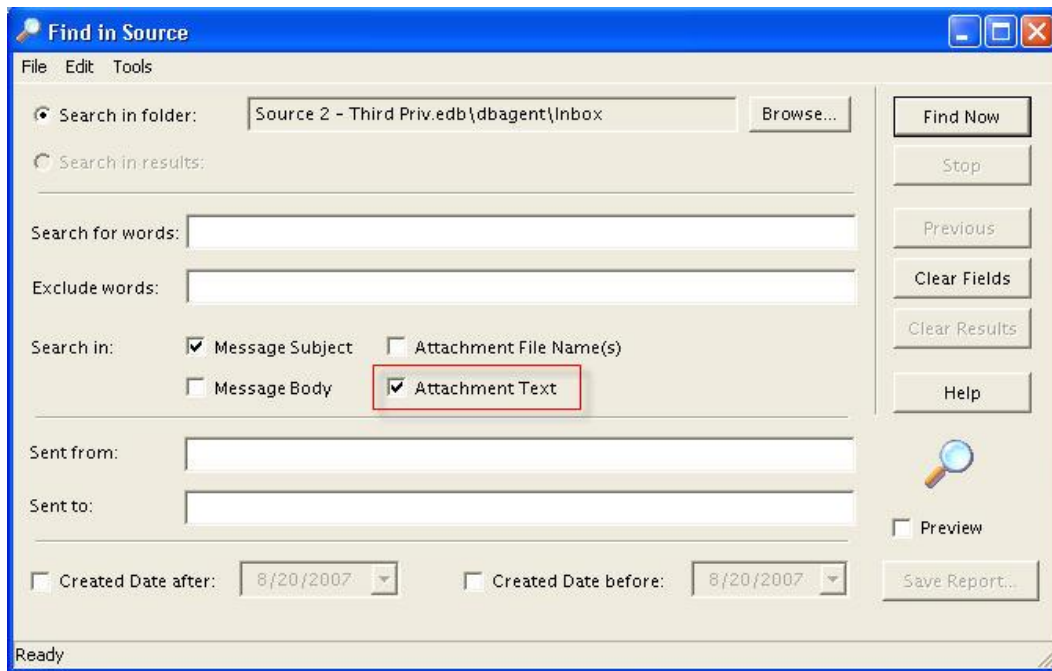 Find in Source
File Edit Tools
Search in folder: Source 2 - Third Priv.edb\dbagent\Inbox Browse... Find Now
Search in results: Stop
Search for words: Previous
Exclude words: Clear Fields
Clear Results
Search in: Message Subject Attachment File Name(s)
Message Body Attachment Text Help
Sent from:
Sent to:
Preview
Created Date after: 8/20/2007 Created Date before: 8/20/2007 Save Report...
Ready